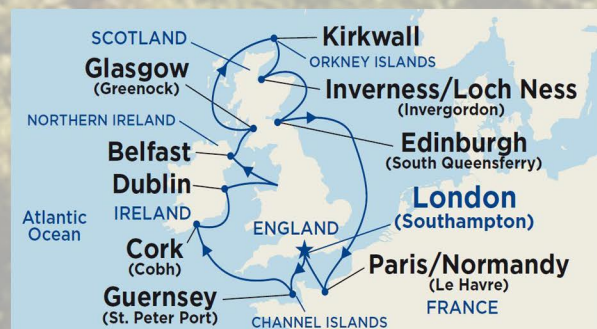 SCOTLAND
Kirkwall
ORKNEY ISLANDS
Glasgow
(Greenock)
Inverness/Loch Ness
(Invergordon)
NORTHERN IRELAND
Edinburgh
(South Queensferry)
Belfast
Dublin
London
(Southampton)
Atlantic
Ocean
IRELAND
ENGLAND
Cork
(Cobh)
Paris/Normandy
(Le Havre)
Guernsey
(St. Peter Port)
FRANCE
CHANNEL ISLANDS